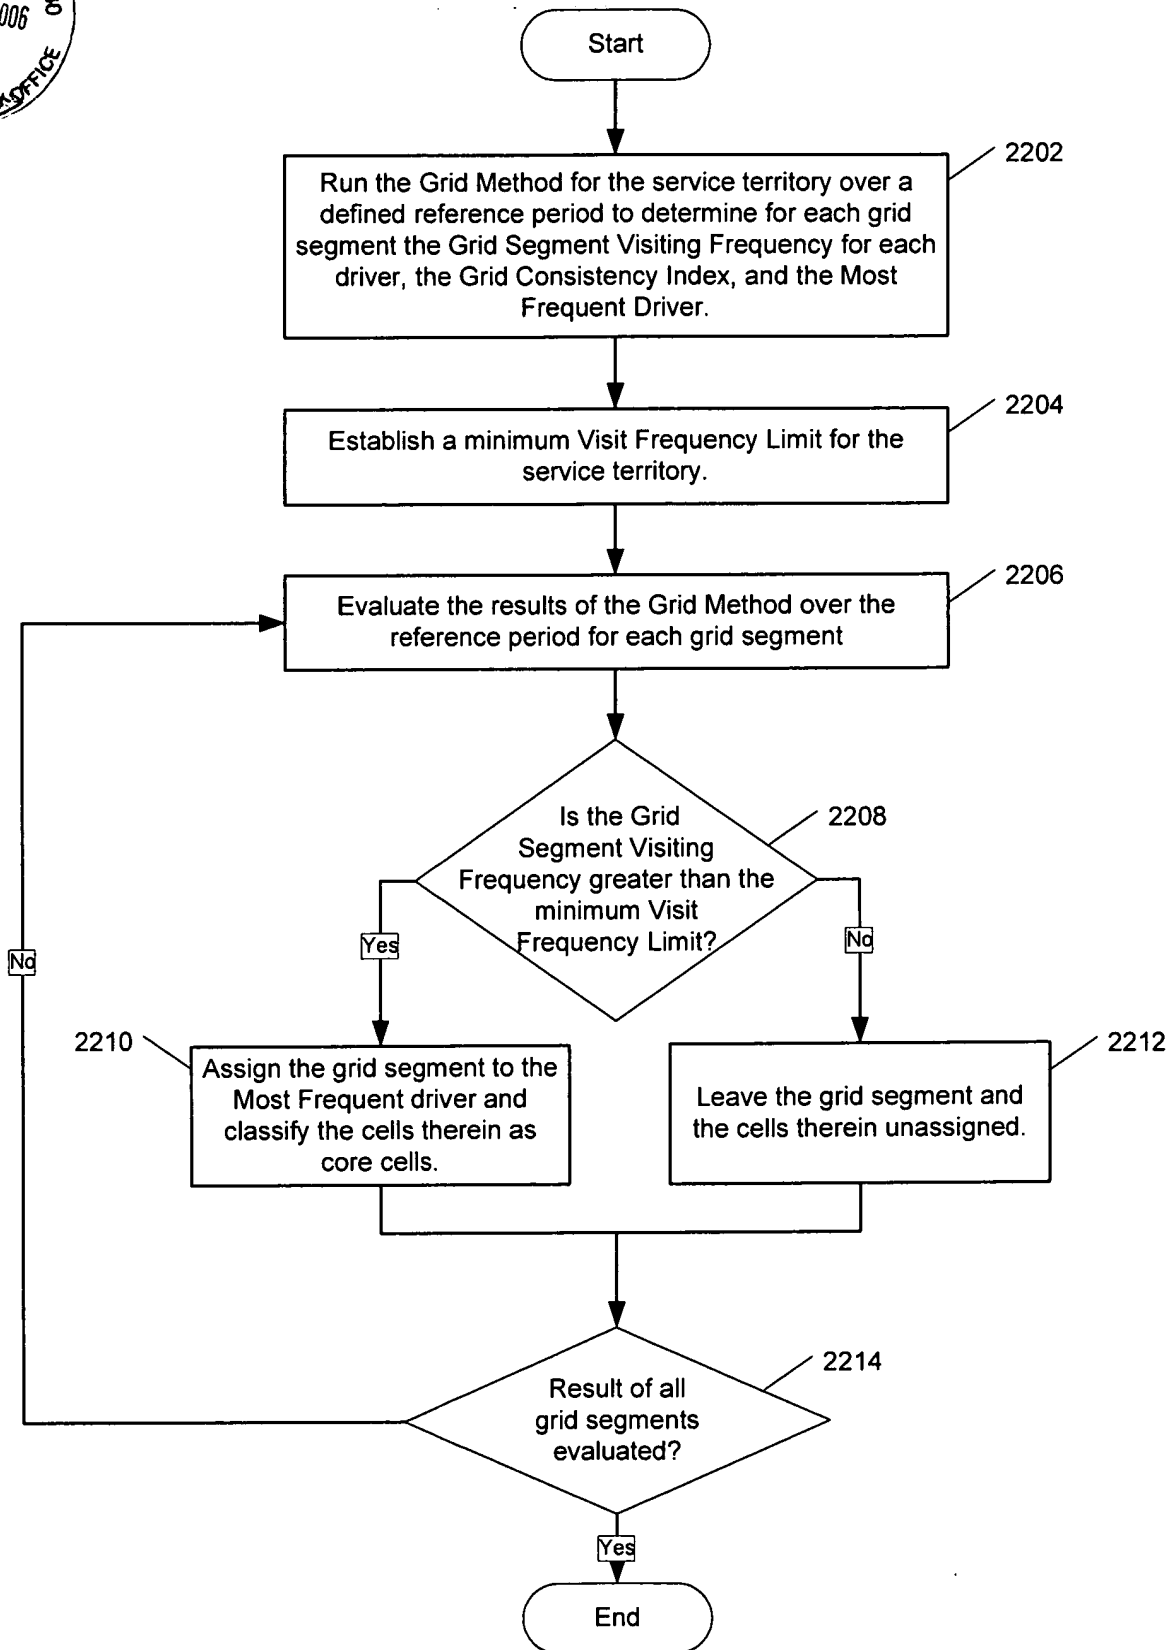 006
OFFICE
Start
2202
Run the Grid Method for the service territory over a
defined reference period to determine for each grid
segment the Grid Segment Visiting Frequency for each
driver, the Grid Consistency Index, and the Most
Frequent Driver.
2204
Establish a minimum Visit Frequency Limit for the
service territory.
2206
Evaluate the results of the Grid Method over the
reference period for each grid segment
2208
Is the Grid
Segment Visiting
Frequency greater than the
minimum Visit
Frequency Limit?
Yes
No
No
2210
Assign the grid segment to the
Most Frequent driver and
classify the cells therein as
core cells.
2212
Leave the grid segment and
the cells therein unassigned.
2214
Result of all
grid segments
evaluated?
Yes
End